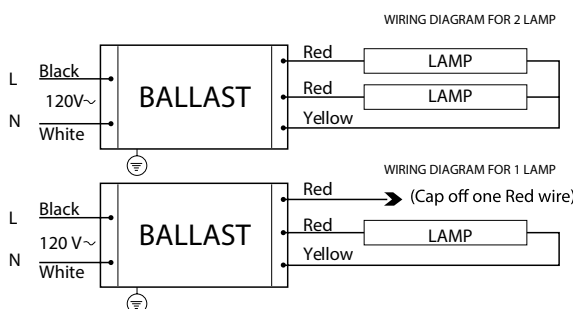 WIRING DIAGRAM FOR 2 LAMP
Red
LAMP
L
Black
Red
LAMP
120V~
BALLAST
N
White
Yellow
WIRING DIAGRAM FOR 1 LAMP
Red
(Cap off one Red wire)
L
Black
Red
LAMP
120 V~
BALLAST
N
White
Yellow